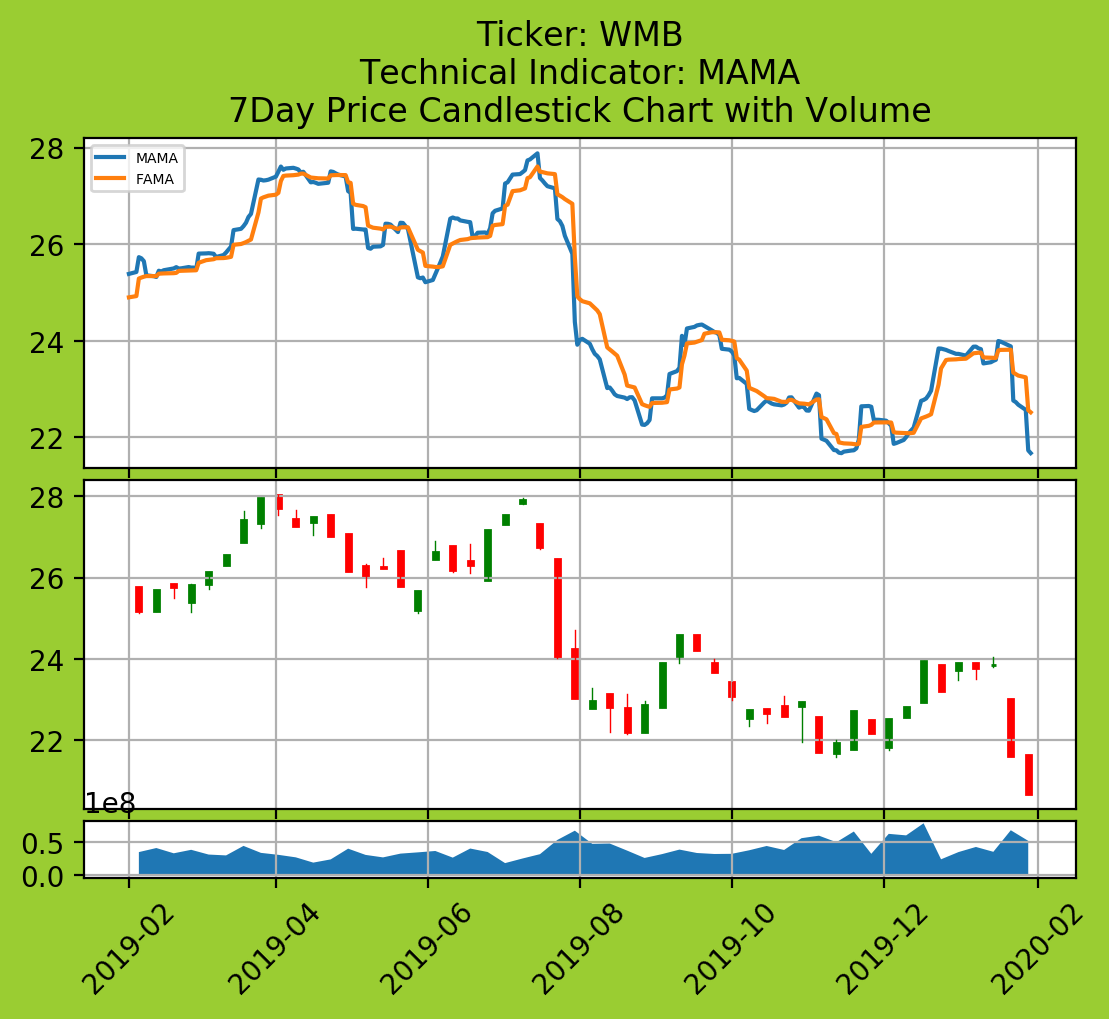 Ticker: WMB
Technical Indicator: MAMA
7Day Price Candlestick Chart with Volume
MAMA
FAMA
28
26
24
22
28
26
24
22
1e8
0.5
0.0
2019-02
2019-04
2019-06
2019-08
2019-10
2019-12
2020-02